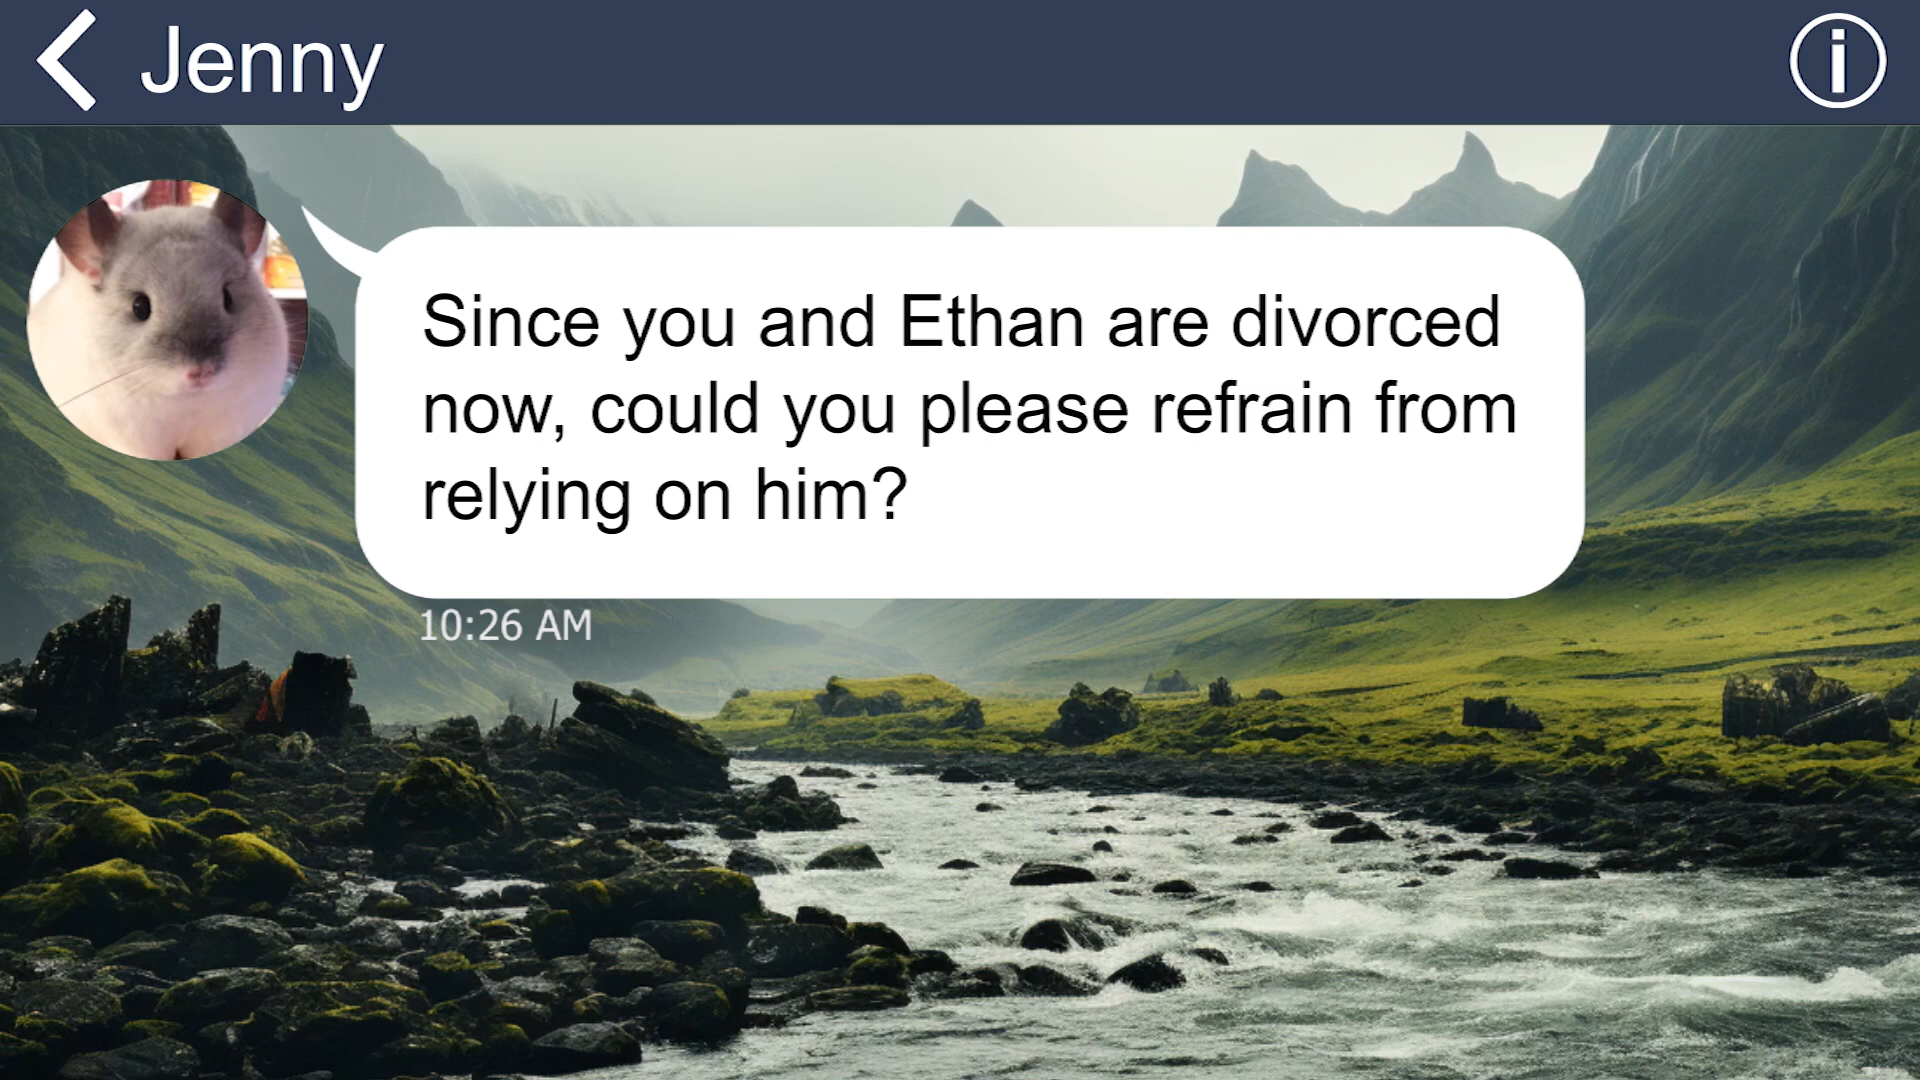 Jenny
Since you and Ethan are divorced
now, could you please refrain from
relying on him?
10:26 AM